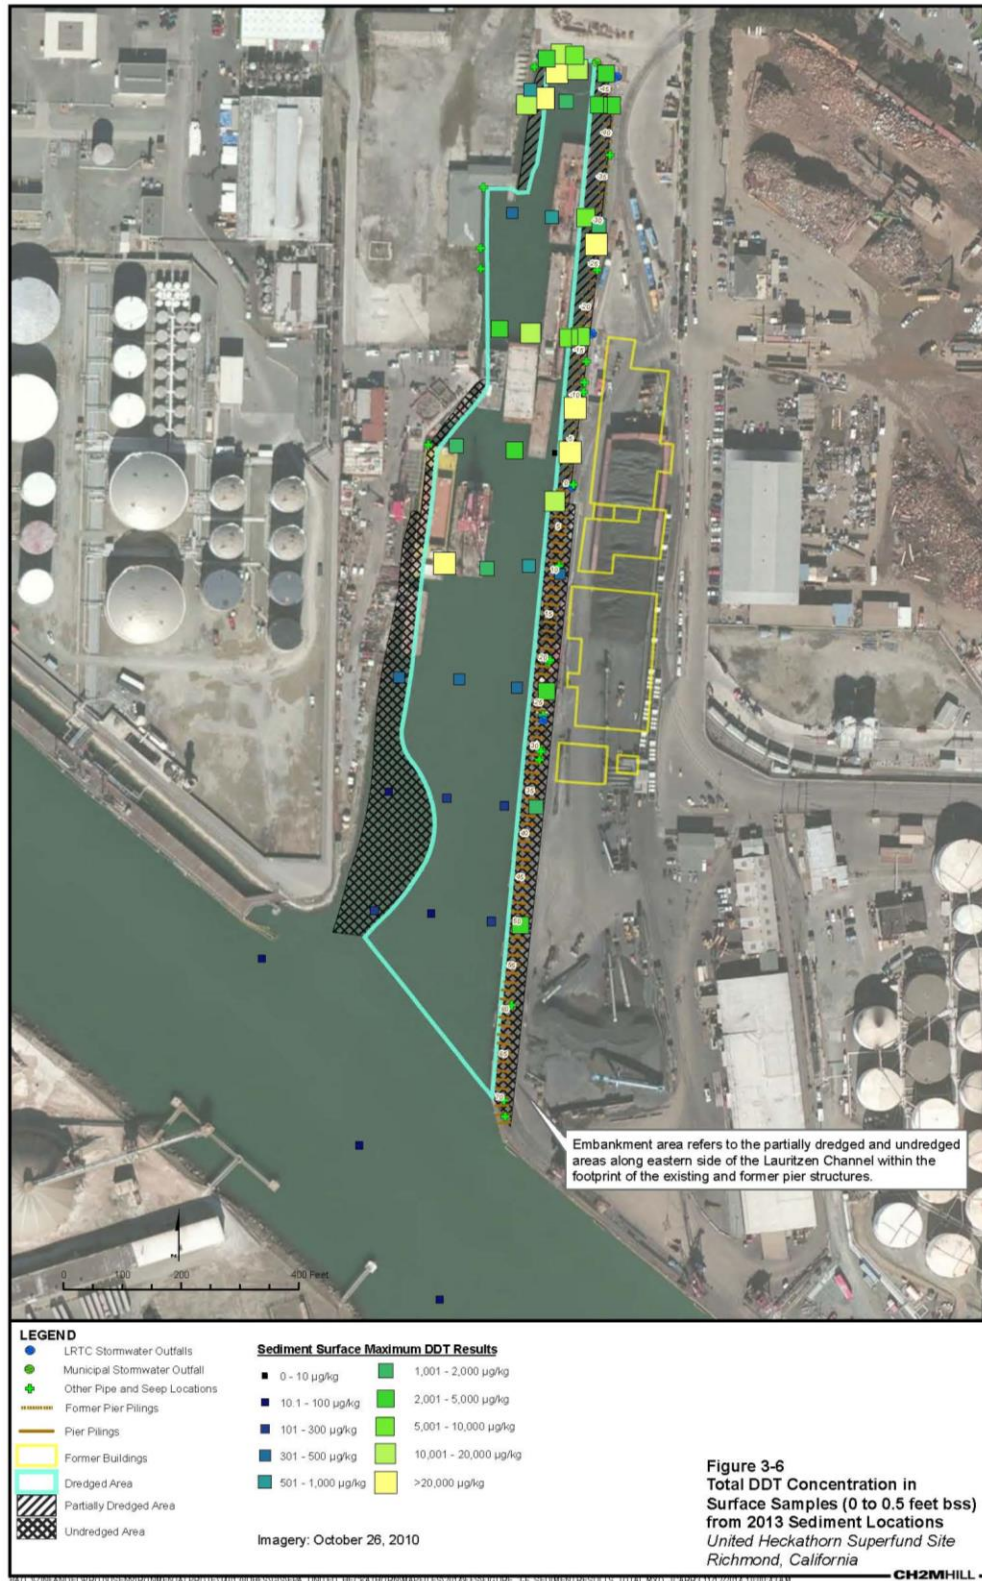 Embankment area refers to the partially dredged and undredged
areas along eastern side of the Lauritzen Channel within the
footprint of the existing and former pier structures.
0 100 200 400 Feet
LEGEND
LRTC Stormwater Outfalls
Municipal Stormwater Outfall
Other Pipe and Seep Locations
Former Pier Pilings
Pier Pilings
Former Buildings
Dredged Area
Partially Dredged Area
Undredged Area
Sediment Surface Maximum DDT Results
0 - 10 µg/kg
10.1 - 100 µg/kg
101 - 300 µg/kg
301 - 500 µg/kg
501 - 1,000 µg/kg
1,001 - 2,000 µg/kg
2,001 - 5,000 µg/kg
5,001 - 10,000 µg/kg
10,001 - 20,000 µg/kg
>20,000 µg/kg
Imagery: October 26, 2010
Figure 3-6
Total DDT Concentration in
Surface Samples (0 to 0.5 feet bss)
from 2013 Sediment Locations
United Heckathorn Superfund Site
Richmond, California
CH2MHILL